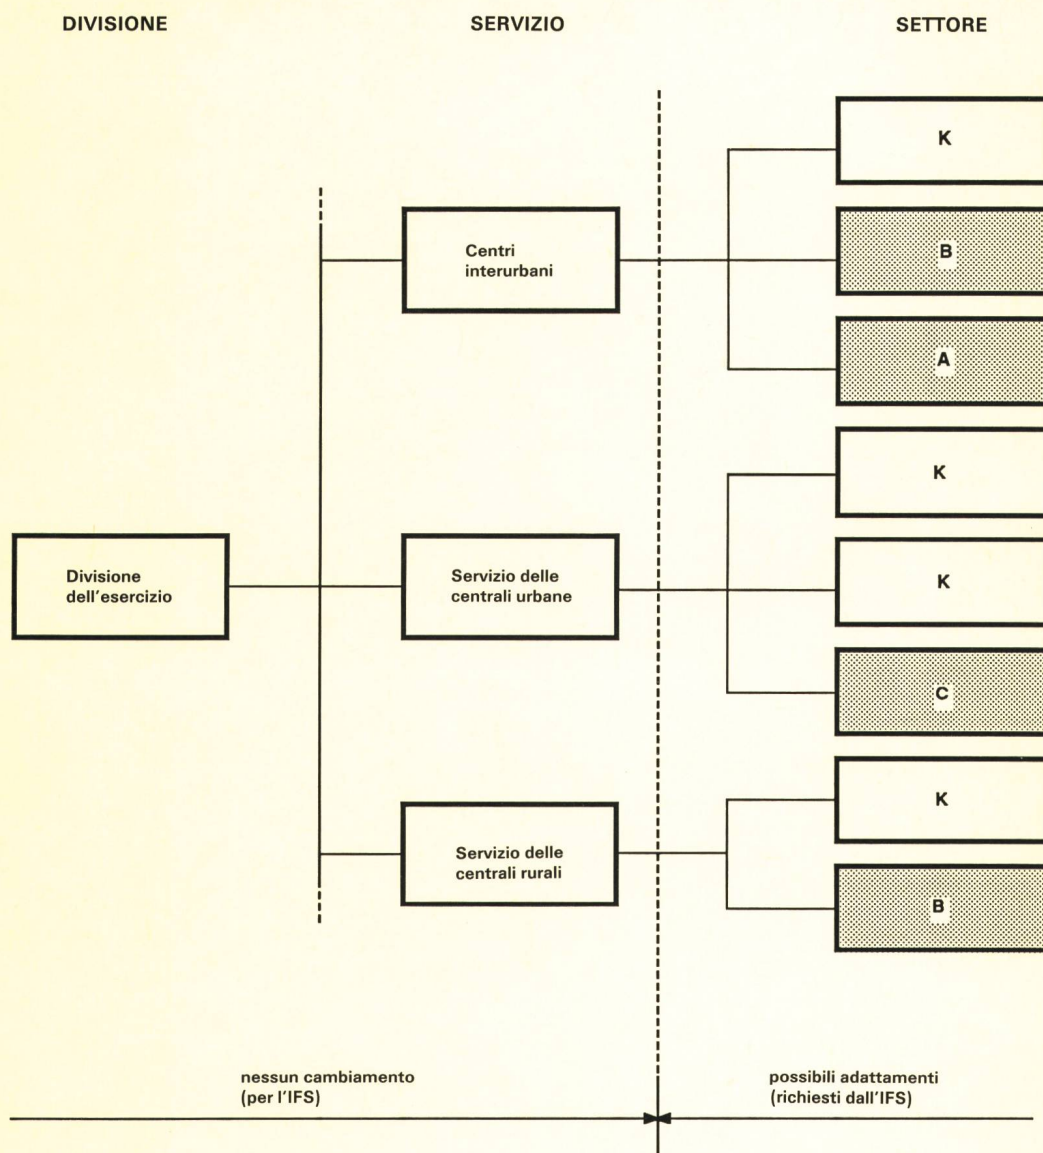 DIVISIONE
SERVIZIO
SETTORE
K
Centri
interurbani
B
A
K
Divisione
dell'esercizio
Servizio delle
centrali urbane
K
C
K
Servizio delle
centrali rurali
B
nessun cambiamento
(per l'IFS)
possibili adattamenti
(richiesti dall'IFS)